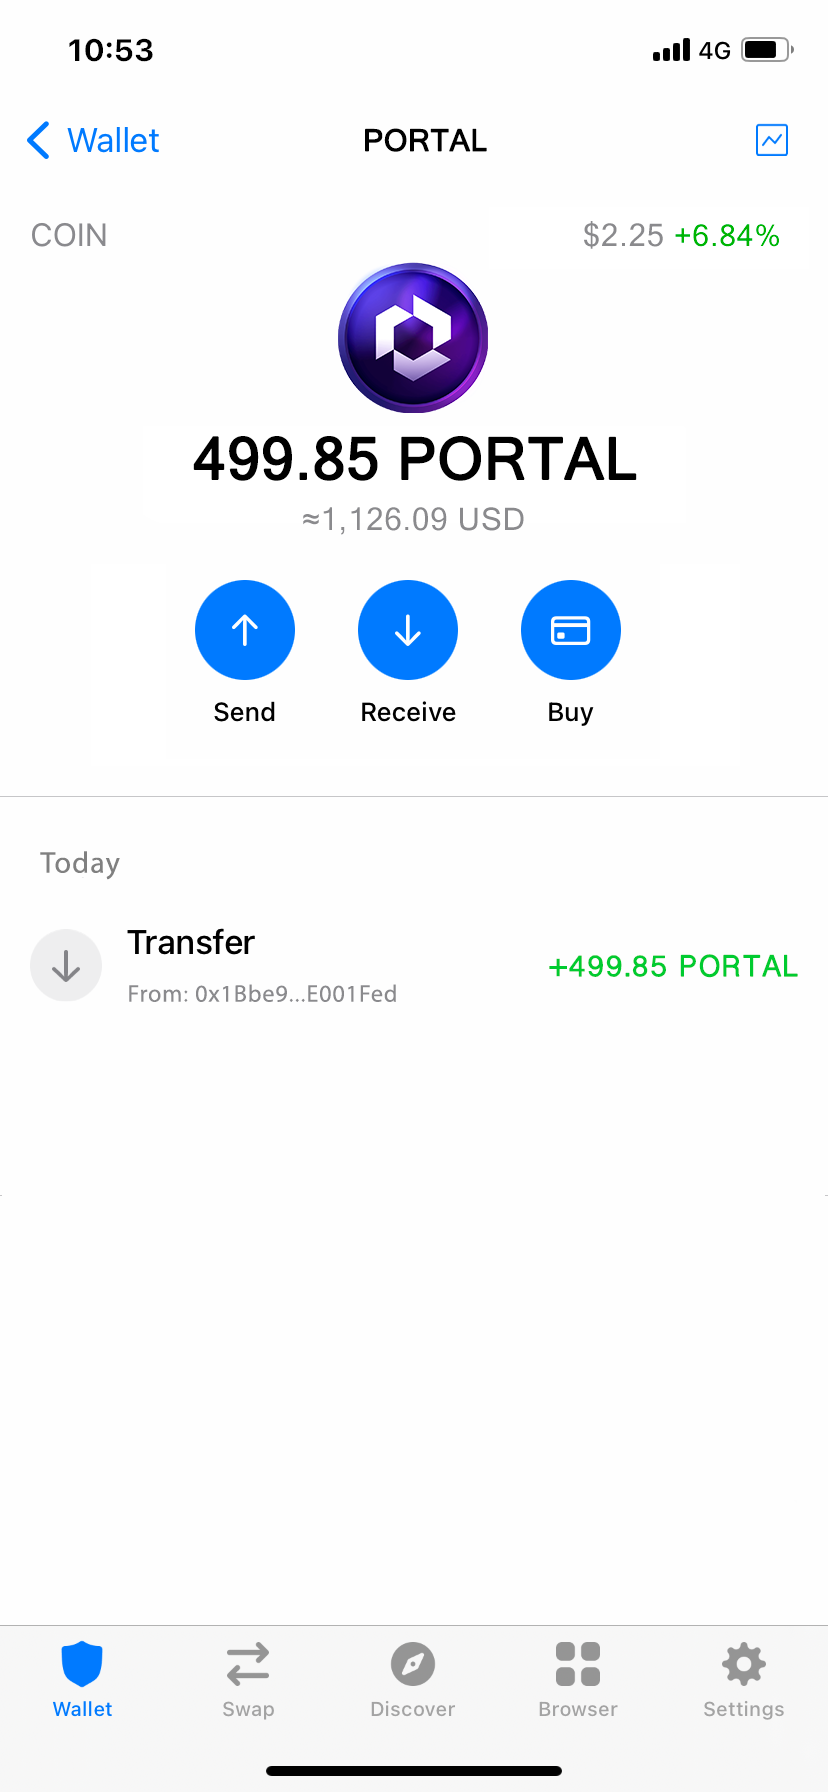 10:53 4G
Wallet PORTAL
COIN $2.25 +6.84%
499.85 PORTAL
≈1,126.09 USD
Send Receive Buy
Today
Transfer
From: 0x1Bbe9...E001Fed
+499.85 PORTAL
Wallet Swap Discover Browser Settings